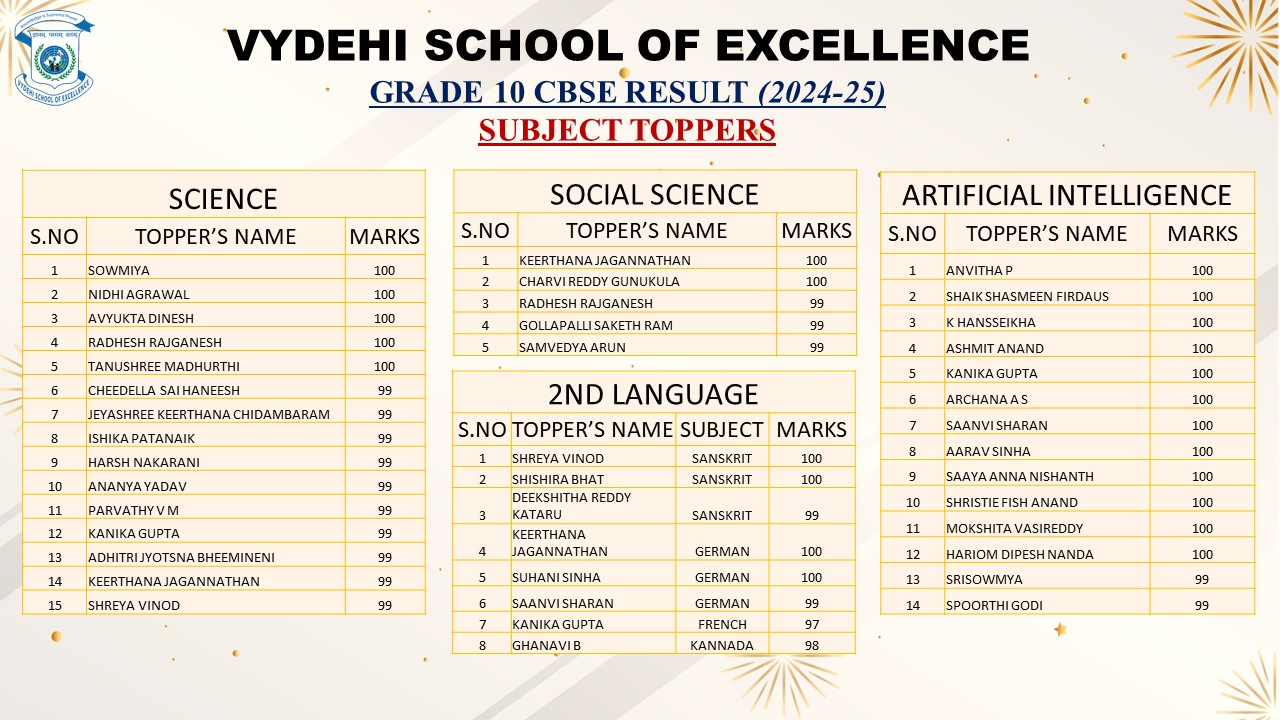 Knowledge is Supreme Power
VYDEHI SCHOOL OF EXCELLENCE
VYDEHI SCHOOL OF EXCELLENCE
GRADE 10 CBSE RESULT (2024-25)
SUBJECT TOPPERS
SCIENCE
S.NO TOPPER’S NAME MARKS
1 SOWMIYA 100
2 NIDHI AGRAWAL 100
3 AVYUKTA DINESH 100
4 RADHESH RAJGANESH 100
5 TANUSHREE MADHURTHI 100
6 CHEEDELLA SAI HANEESH 99
7 JEYASHREE KEERTHANA CHIDAMBARAM 99
8 ISHIKA PATANAIK 99
9 HARSH NAKARANI 99
10 ANANYA YADAV 99
11 PARVATHY V M 99
12 KANIKA GUPTA 99
13 ADHITRI JYOTSNA BHEEMINENI 99
14 KEERTHANA JAGANNATHAN 99
15 SHREYA VINOD 99
SOCIAL SCIENCE
S.NO TOPPER’S NAME MARKS
1 KEERTHANA JAGANNATHAN 100
2 CHARVI REDDY GUNUKULA 100
3 RADHESH RAJGANESH 99
4 GOLLAPALLI SAKETH RAM 99
5 SAMVEDYA ARUN 99
2ND LANGUAGE
S.NO TOPPER’S NAME SUBJECT MARKS
1 SHREYA VINOD SANSKRIT 100
2 SHISHIRA BHAT SANSKRIT 100
DEEKSHITHA REDDY
3 KATARU SANSKRIT 99
KEERTHANA
4 JAGANNATHAN GERMAN 100
5 SUHANI SINHA GERMAN 100
6 SAANVI SHARAN GERMAN 99
7 KANIKA GUPTA FRENCH 97
8 GHANAVI B KANNADA 98
ARTIFICIAL INTELLIGENCE
S.NO TOPPER’S NAME MARKS
1 ANVITHA P 100
2 SHAIK SHASMEEN FIRDAUS 100
3 K HANSSEIKHA 100
4 ASHMIT ANAND 100
5 KANIKA GUPTA 100
6 ARCHANA A S 100
7 SAANVI SHARAN 100
8 AARAV SINHA 100
9 SAAYA ANNA NISHANTH 100
10 SHRISTIE FISH ANAND 100
11 MOKSHITA VASIREDDY 100
12 HARIOM DIPESH NANDA 100
13 SRISOWMYA 99
14 SPOORTHI GODI 99